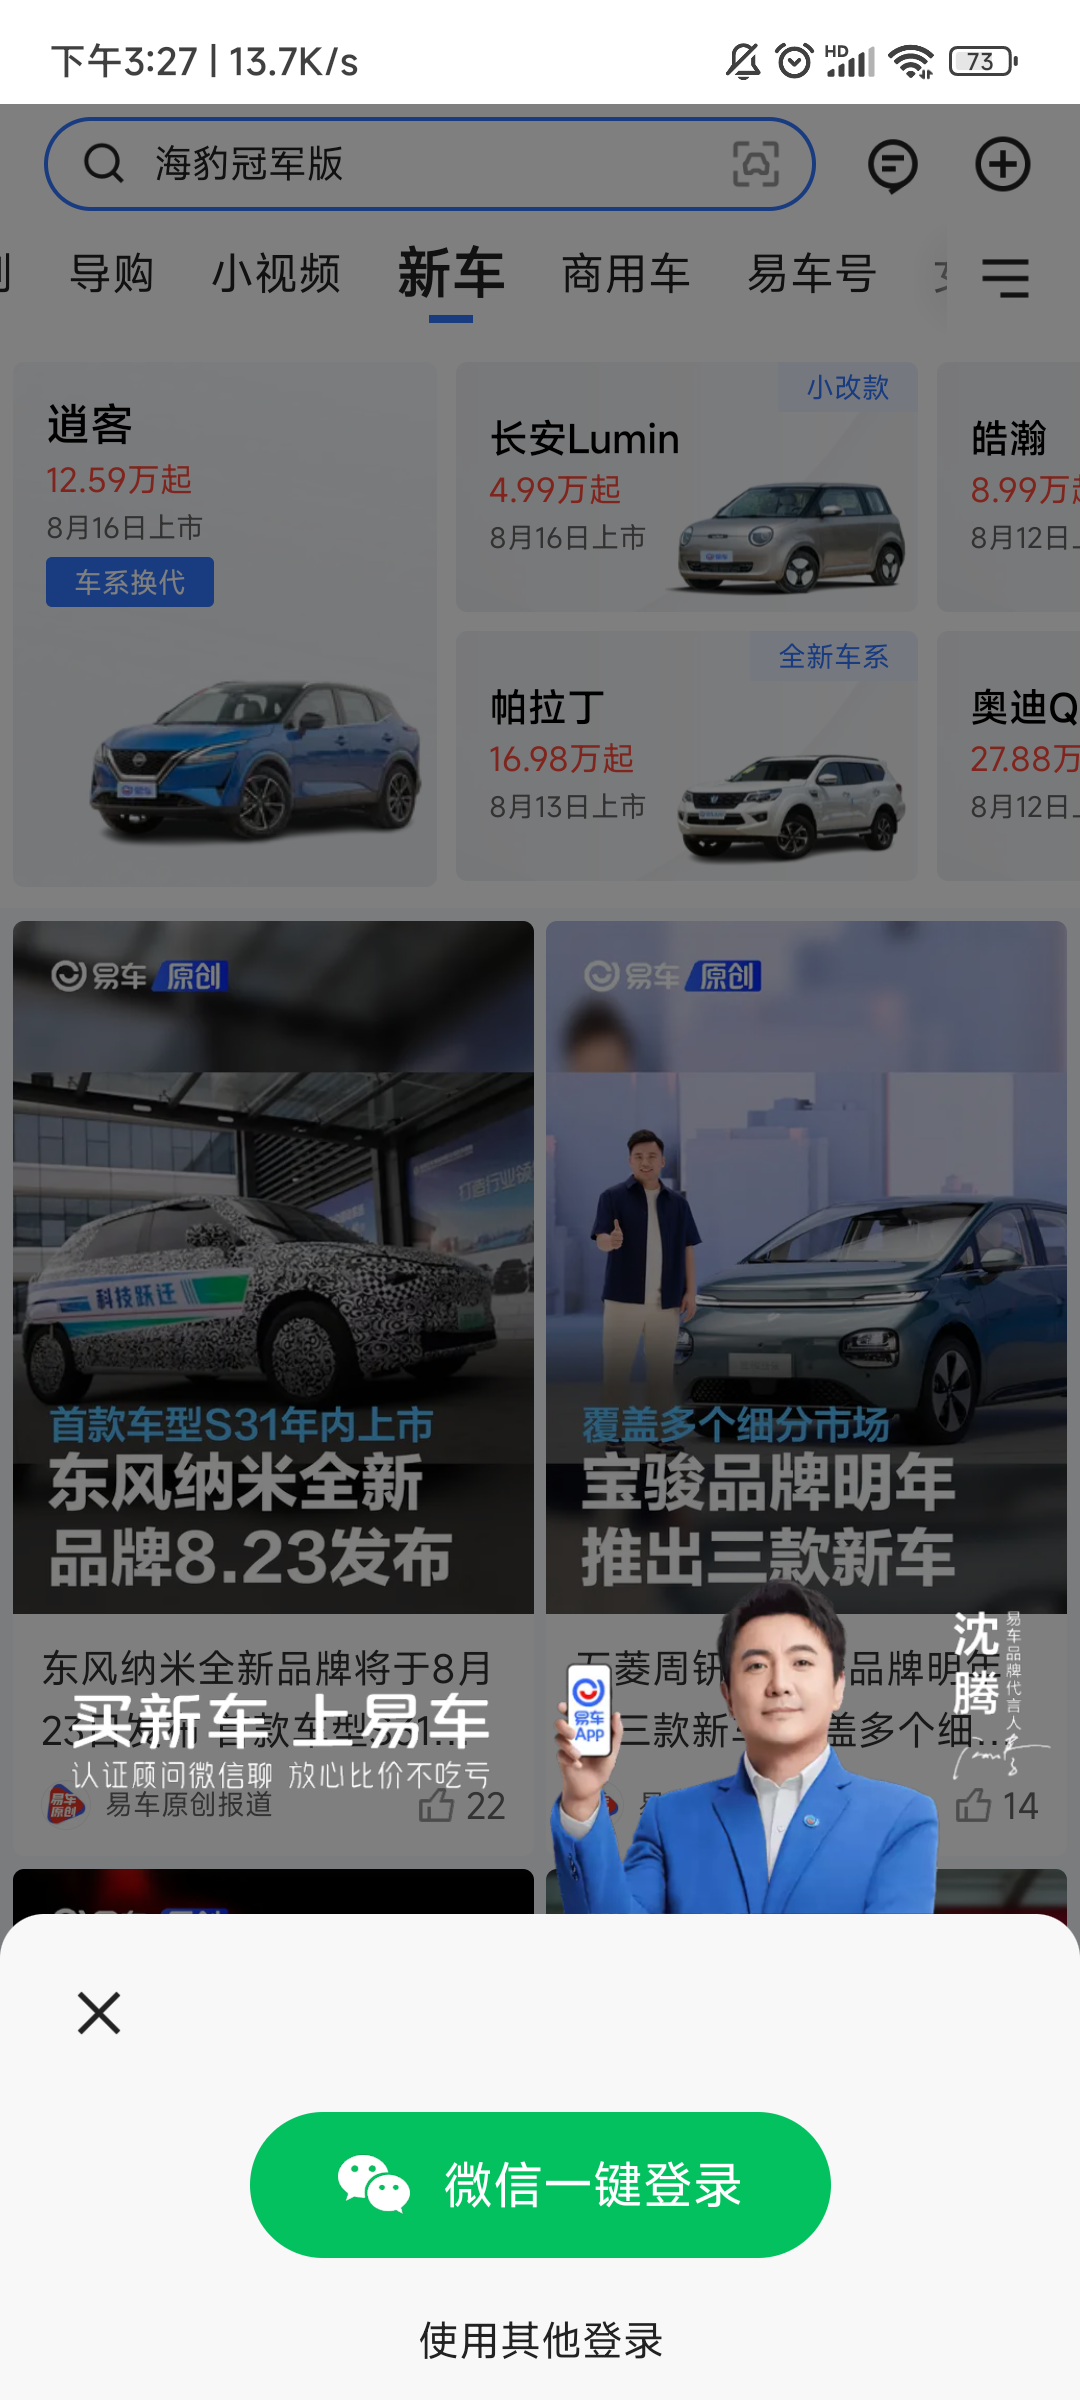 下午3:27 | 13.7K/s
HD
73
海豹冠军版
导购
小视频
新车
商用车
易车号
逍客
12.59万起
8月16日上市
车系换代
小改款
长安Lumin
4.99万起
8月16日上市
皓瀚
8.99万起
8月12日
全新车系
帕拉丁
16.98万起
8月13日上市
奥迪Q
27.88万
8月12日
易车 原创
科技跃迁
首款车型S31年内上市
东风纳米全新
品牌8.23发布
易车 原创
覆盖多个细分市场
宝骏品牌明年
推出三款新车
东风纳米全新品牌将于8月
23 发布 首款车型S31...
易车原创报道
22
五菱周钘 品牌明年
三款新车 盖多个细...
14
买新车 上易车
认证顾问微信聊 放心比价不吃亏
易车
App
沈腾
易车品牌代言人
微信一键登录
使用其他登录